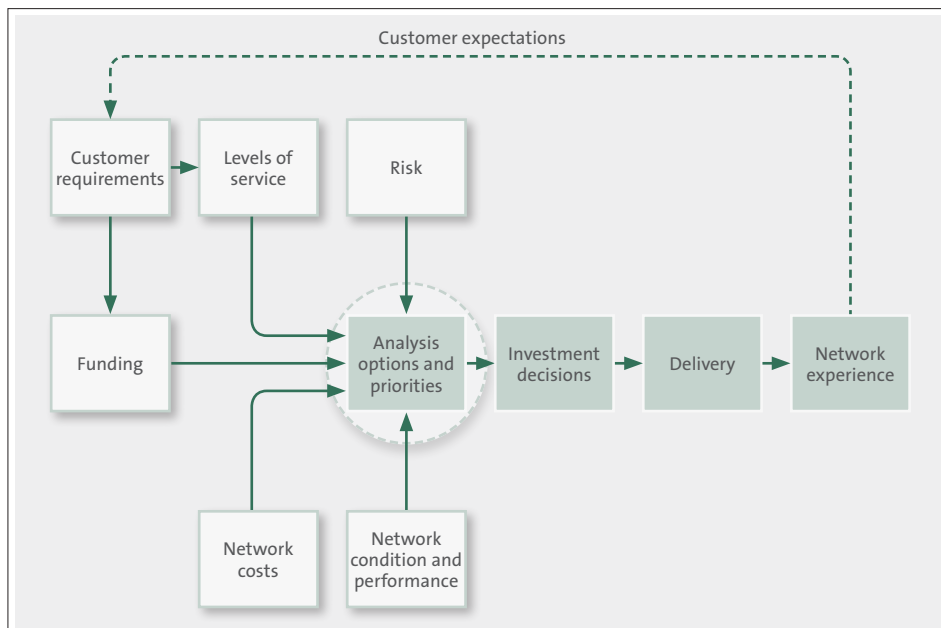 Customer expectations
Customer
requirements
Levels of
service
Risk
Funding
Analysis
options and
priorities
Investment
decisions
Delivery
Network
experience
Network
costs
Network
condition and
performance